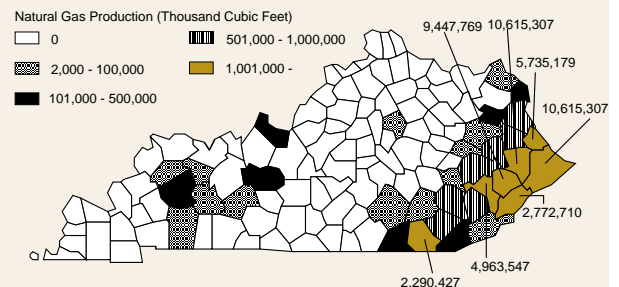 Natural Gas Production (Thousand Cubic Feet)
0
501,000 - 1,000,000
2,000 - 100,000
1,001,000 -
101,000 - 500,000
9,447,769
10,615,307
5,735,179
10,615,307
2,772,710
4,963,547
2,290,427